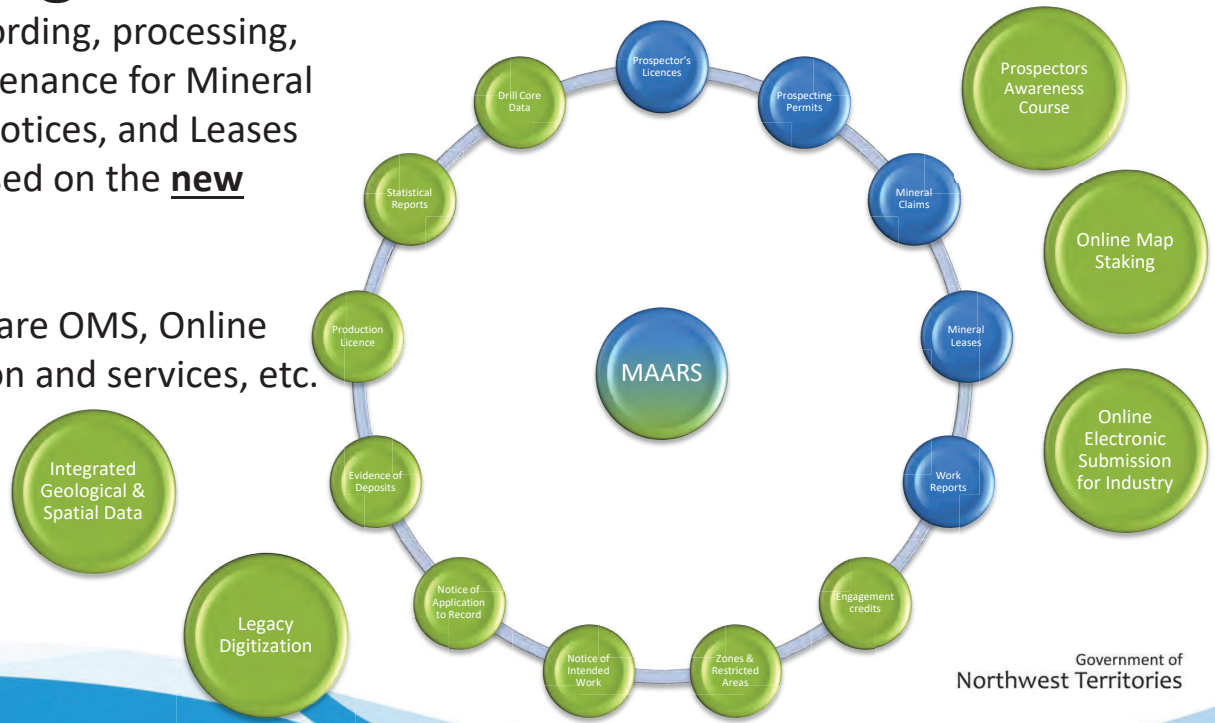 ording, processing,
tenance for Mineral
otices, and Leases
sed on the new
are OMS, Online
on and services, etc.
Prospector's
Licences
Prospecting
Permits
Mineral
Claims
Mineral
Leases
Work
Reports
Engagement
credits
Zones &
Restricted
Areas
Notice of
Intended
Work
Notice of
Application
to Record
Evidence of
Deposits
Production
Licence
Statistical
Reports
Drill Core
Data
MAARS
Prospectors
Awareness
Course
Online Map
Staking
Online
Electronic
Submission
for Industry
Integrated
Geological &
Spatial Data
Legacy
Digitization
Government of
Northwest Territories